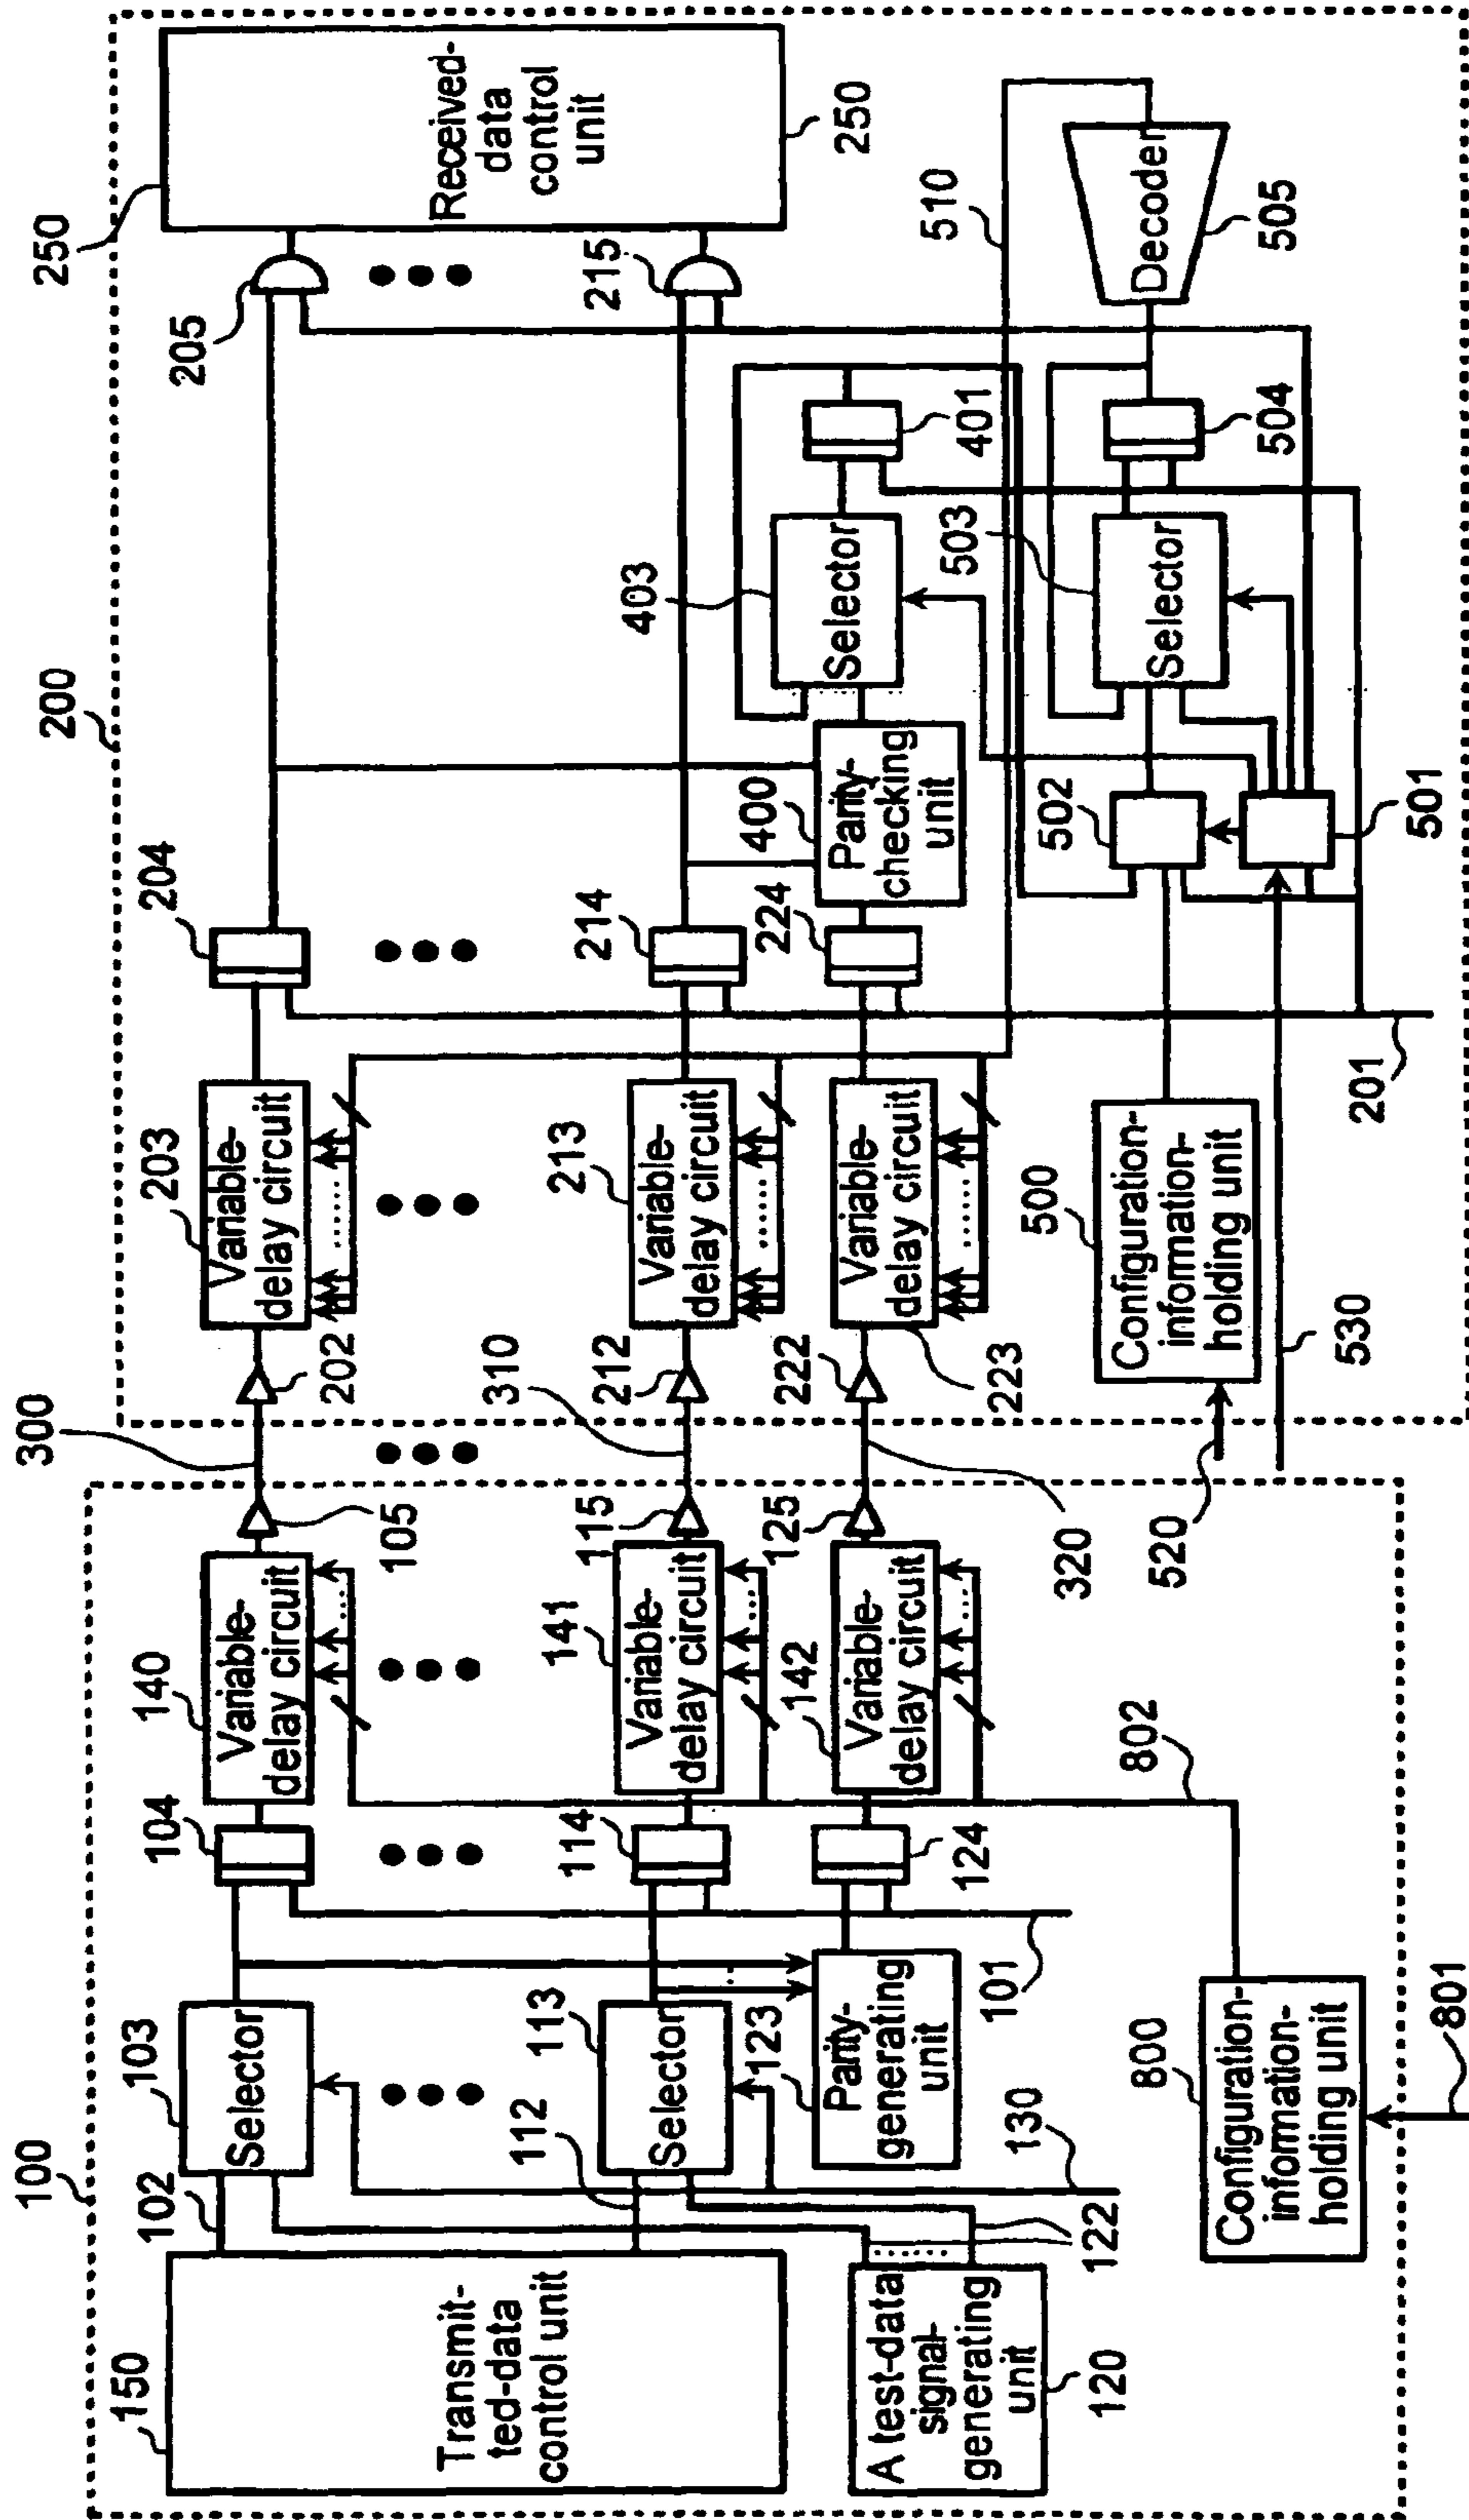 100
150
Transmit-
ted-data
control unit
A test-data
signal-
generating
unit
120
102
103
Selector
112
113
Selector
122
130
123
Parity-
generating
unit
101
104
114
124
140
Variable-
delay circuit
141
Variable-
delay circuit
142
Variable-
delay circuit
105
115
125
802
800
Configuration-
infomation-
holding unit
801
300
310
320
520
530
200
202
212
222
203
Variable-
delay circuit
213
Variable-
delay circuit
Variable-
delay circuit
223
500
Configuration-
information-
holding unit
201
204
214
224
400
Parity-
checking
unit
502
501
403
Selector
503
Selector
401
504
205
215
510
Decoder
505
250
Received-
data
control
unit
250